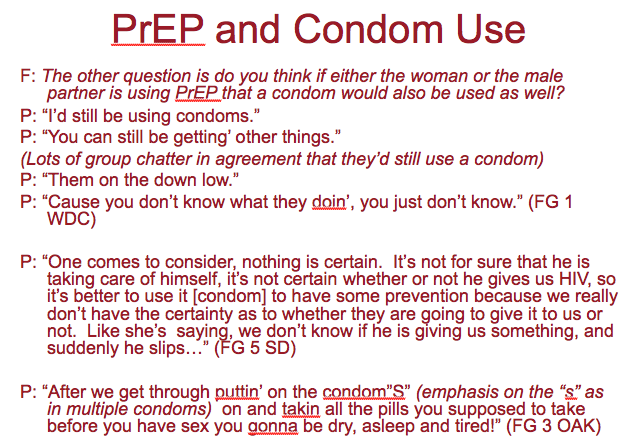 PrEP and Condom Use
F: The other question is do you think if either the woman or the male
partner is using PrEP that a condom would also be used as well?
P: “I’d still be using condoms.”
P: “You can still be getting’ other things.”
(Lots of group chatter in agreement that they’d still use a condom)
P: “Them on the down low.”
P: “Cause you don’t know what they doin’, you just don’t know.” (FG 1
WDC)
P: “One comes to consider, nothing is certain.  It’s not for sure that he is
taking care of himself, it’s not certain whether or not he gives us HIV, so
it’s better to use it [condom] to have some prevention because we really
don’t have the certainty as to whether they are going to give it to us or
not.  Like she’s  saying, we don’t know if he is giving us something, and
suddenly he slips…” (FG 5 SD)
P: “After we get through puttin’ on the condom”S” (emphasis on the “s” as
in multiple condoms)  on and takin all the pills you supposed to take
before you have sex you gonna be dry, asleep and tired!” (FG 3 OAK)